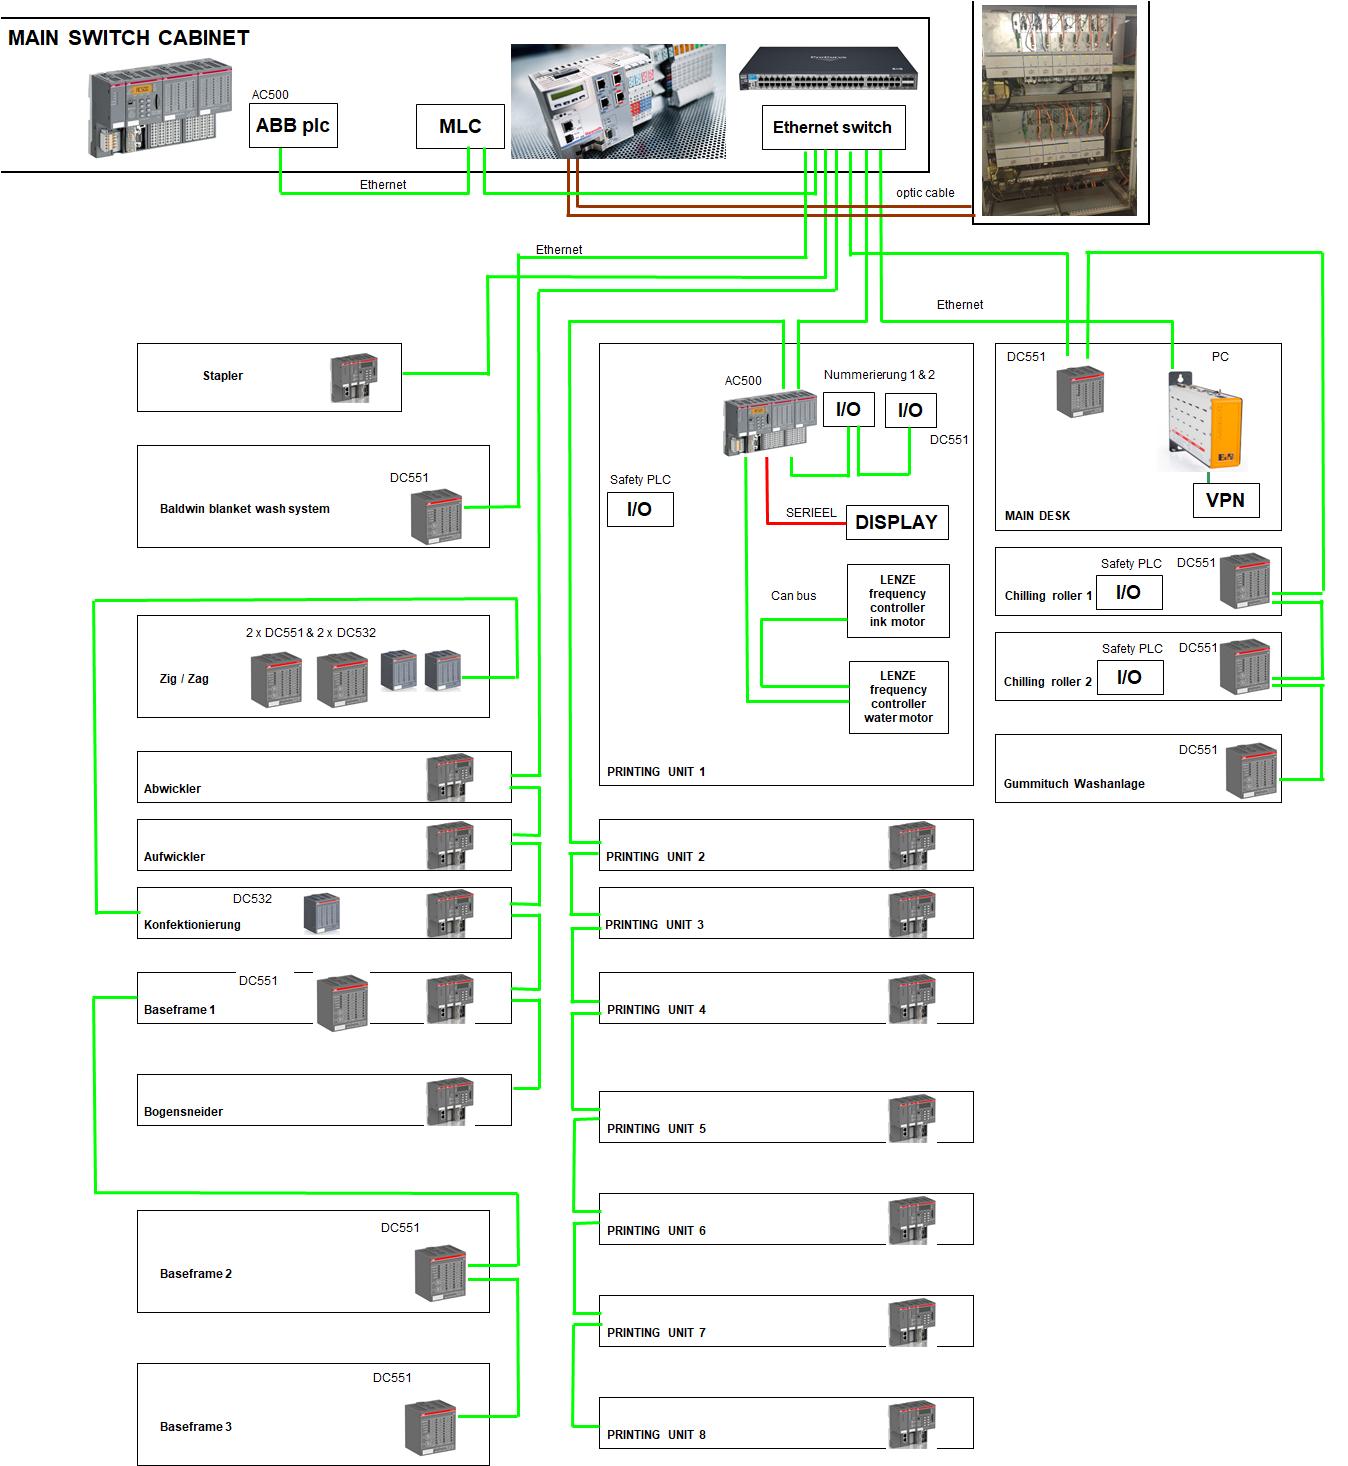 MAIN SWITCH CABINET
AC500
AC500
ABB plc
MLC
ProCurve
Ethernet switch
Ethernet
optic cable
Ethernet
Ethernet
Stapler
DC551
Baldwin blanket wash system
2 x DC551 & 2 x DC532
Zig / Zag
Abwickler
Aufwickler
DC532
Konfektionierung
DC551
Baseframe 1
Bogensneider
DC551
Baseframe 2
DC551
Baseframe 3
AC500
Nummerierung 1 & 2
I/O
I/O
DC551
Safety PLC
I/O
SERIEEL
DISPLAY
Can bus
LENZE
frequency
controller
ink motor
LENZE
frequency
controller
water motor
PRINTING UNIT 1
PRINTING UNIT 2
PRINTING UNIT 3
PRINTING UNIT 4
PRINTING UNIT 5
PRINTING UNIT 6
PRINTING UNIT 7
PRINTING UNIT 8
DC551
PC
VPN
MAIN DESK
Safety PLC
DC551
Chilling roller 1
I/O
Safety PLC
DC551
Chilling roller 2
I/O
DC551
Gummituch Washanlage